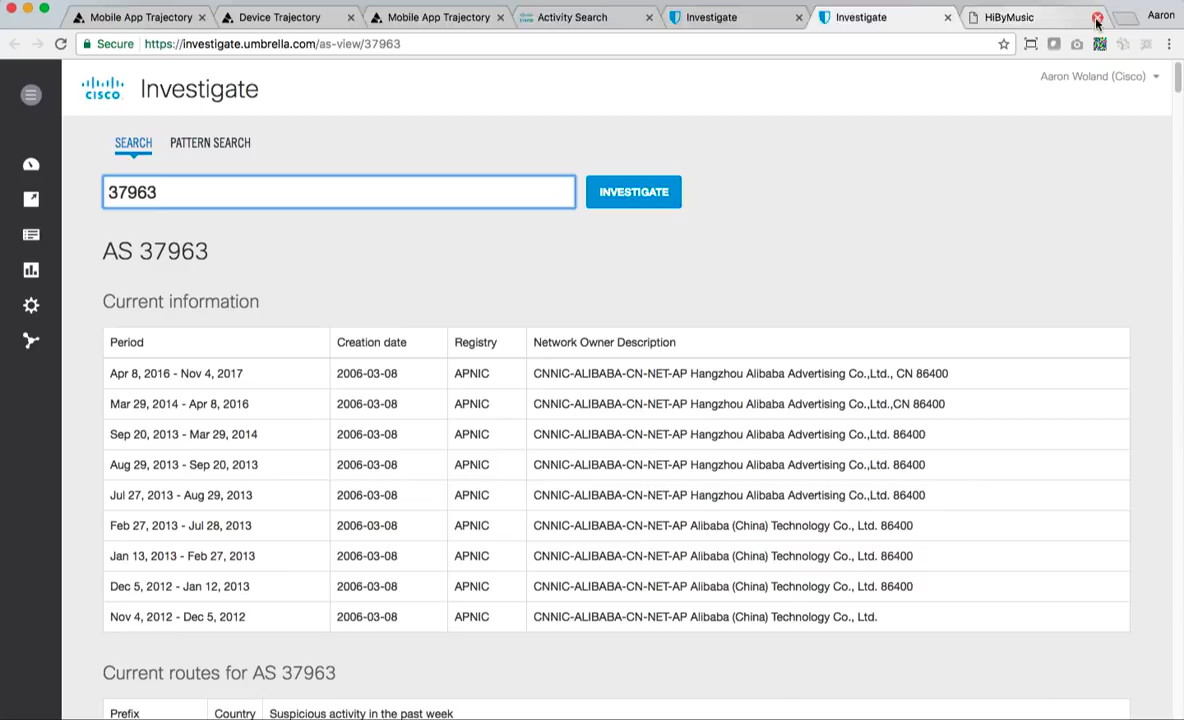 Mobile App Trajectory
Device Trajectory
Mobile App Trajectory
Activity Search
Investigate
Investigate
HiByMusic
Aaron
Secure https://investigate.umbrella.com/as-view/37963
CISCO
Investigate
Aaron Woland (Cisco)
SEARCH PATTERN SEARCH
37963
INVESTIGATE
AS 37963
Current information
Period Creation date Registry Network Owner Description
Apr 8, 2016 - Nov 4, 2017 2006-03-08 APNIC CNNIC-ALIBABA-CN-NET-AP Hangzhou Alibaba Advertising Co.,Ltd., CN 86400
Mar 29, 2014 - Apr 8, 2016 2006-03-08 APNIC CNNIC-ALIBABA-CN-NET-AP Hangzhou Alibaba Advertising Co.,Ltd.,CN 86400
Sep 20, 2013 - Mar 29, 2014 2006-03-08 APNIC CNNIC-ALIBABA-CN-NET-AP Hangzhou Alibaba Advertising Co.,Ltd. 86400
Aug 29, 2013 - Sep 20, 2013 2006-03-08 APNIC CNNIC-ALIBABA-CN-NET-AP Hangzhou Alibaba Advertising Co.,Ltd. 86400
Jul 27, 2013 - Aug 29, 2013 2006-03-08 APNIC CNNIC-ALIBABA-CN-NET-AP Hangzhou Alibaba Advertising Co.,Ltd. 86400
Feb 27, 2013 - Jul 28, 2013 2006-03-08 APNIC CNNIC-ALIBABA-CN-NET-AP Alibaba (China) Technology Co., Ltd. 86400
Jan 13, 2013 - Feb 27, 2013 2006-03-08 APNIC CNNIC-ALIBABA-CN-NET-AP Alibaba (China) Technology Co., Ltd. 86400
Dec 5, 2012 - Jan 12, 2013 2006-03-08 APNIC CNNIC-ALIBABA-CN-NET-AP Alibaba (China) Technology Co., Ltd. 86400
Nov 4, 2012 - Dec 5, 2012 2006-03-08 APNIC CNNIC-ALIBABA-CN-NET-AP Alibaba (China) Technology Co., Ltd.
Current routes for AS 37963
Prefix Country Suspicious activity in the past week